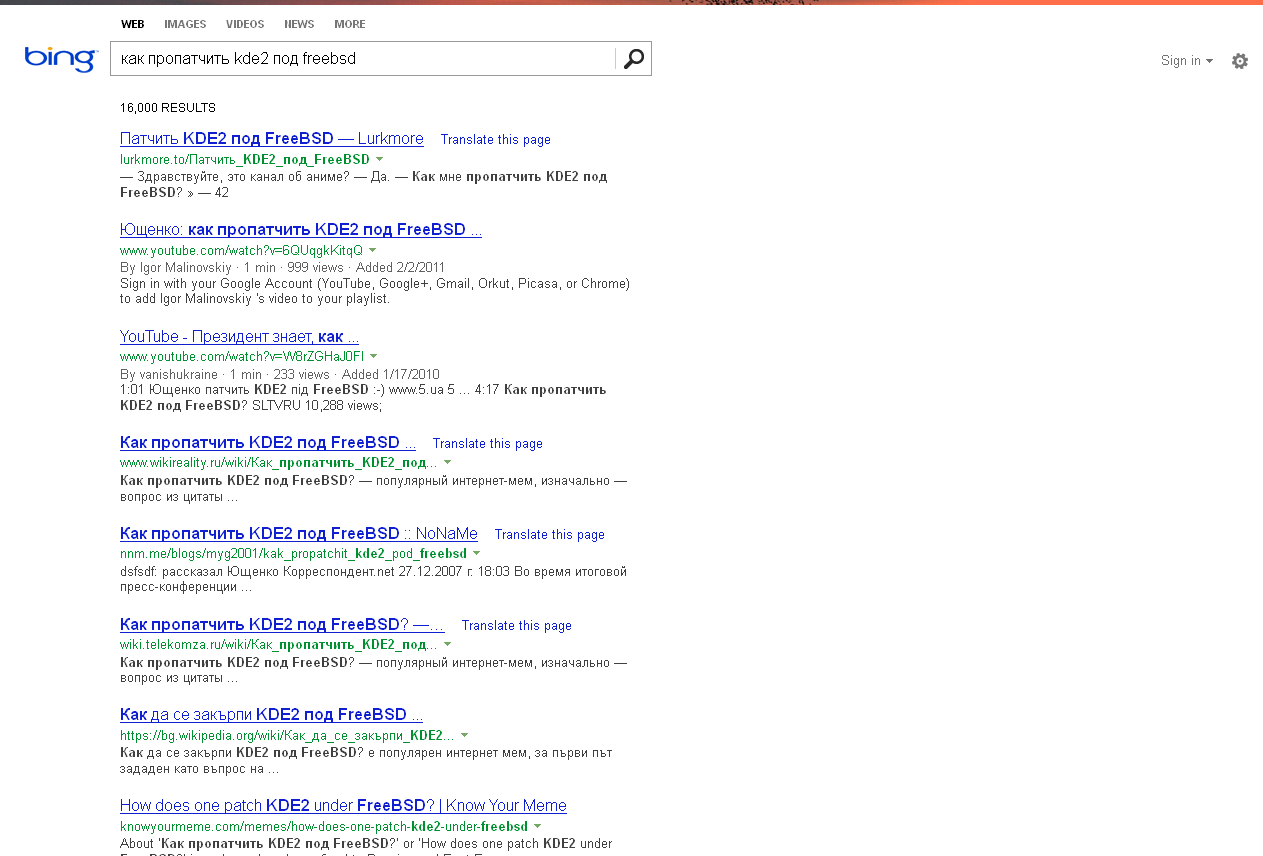 WEB IMAGES VIDEOS NEWS MORE
bing
как пропатчить kde2 под freebsd
Sign in
16,000 RESULTS
Патчить KDE2 под FreeBSD — Lurkmore Translate this page
lurkmore.to/Патчить_KDE2_под_FreeBSD
— Здравствуйте, это канал об аниме? — Да. — Как мне пропатчить KDE2 под
FreeBSD? » — 42
Ющенко: как пропатчить KDE2 под FreeBSD ...
www.youtube.com/watch?v=6QUqgkKitqQ
By Igor Malinovskiy · 1 min · 999 views · Added 2/2/2011
Sign in with your Google Account (YouTube, Google+, Gmail, Orkut, Picasa, or Chrome)
to add Igor Malinovskiy 's video to your playlist.
YouTube - Президент знает, как ...
www.youtube.com/watch?v=W8rZGHaJ0FI
By vanishukraine · 1 min · 233 views · Added 1/17/2010
1:01 Ющенко патчить KDE2 під FreeBSD :-) www.5.ua 5 ... 4:17 Как пропатчить
KDE2 под FreeBSD? SLTVRU 10,288 views;
Как пропатчить KDE2 под FreeBSD ... Translate this page
www.wikireality.ru/wiki/Как_пропатчить_KDE2_под...
Как пропатчить KDE2 под FreeBSD? — популярный интернет-мем, изначально —
вопрос из цитаты ...
Как пропатчить KDE2 под FreeBSD :: NoNaMe Translate this page
nnm.me/blogs/myg2001/kak_propatchit_kde2_pod_freebsd
dsfsdf: рассказал Ющенко Корреспондент.net 27.12.2007 г. 18:03 Во время итоговой
пресс-конференции ...
Как пропатчить KDE2 под FreeBSD? —... Translate this page
wiki.telekomza.ru/wiki/Как_пропатчить_KDE2_под...
Как пропатчить KDE2 под FreeBSD? — популярный интернет-мем, изначально —
вопрос из цитаты ...
Как да се закърпи KDE2 под FreeBSD ...
https://bg.wikipedia.org/wiki/Как_да_се_закърпи_KDE2...
Как да се закърпи KDE2 под FreeBSD? е популярен интернет мем, за първи път
зададен като въпрос на ...
How does one patch KDE2 under FreeBSD? | Know Your Meme
knowyourmeme.com/memes/how-does-one-patch-kde2-under-freebsd
About 'Как пропатчить KDE2 под FreeBSD?' or 'How does one patch KDE2 under